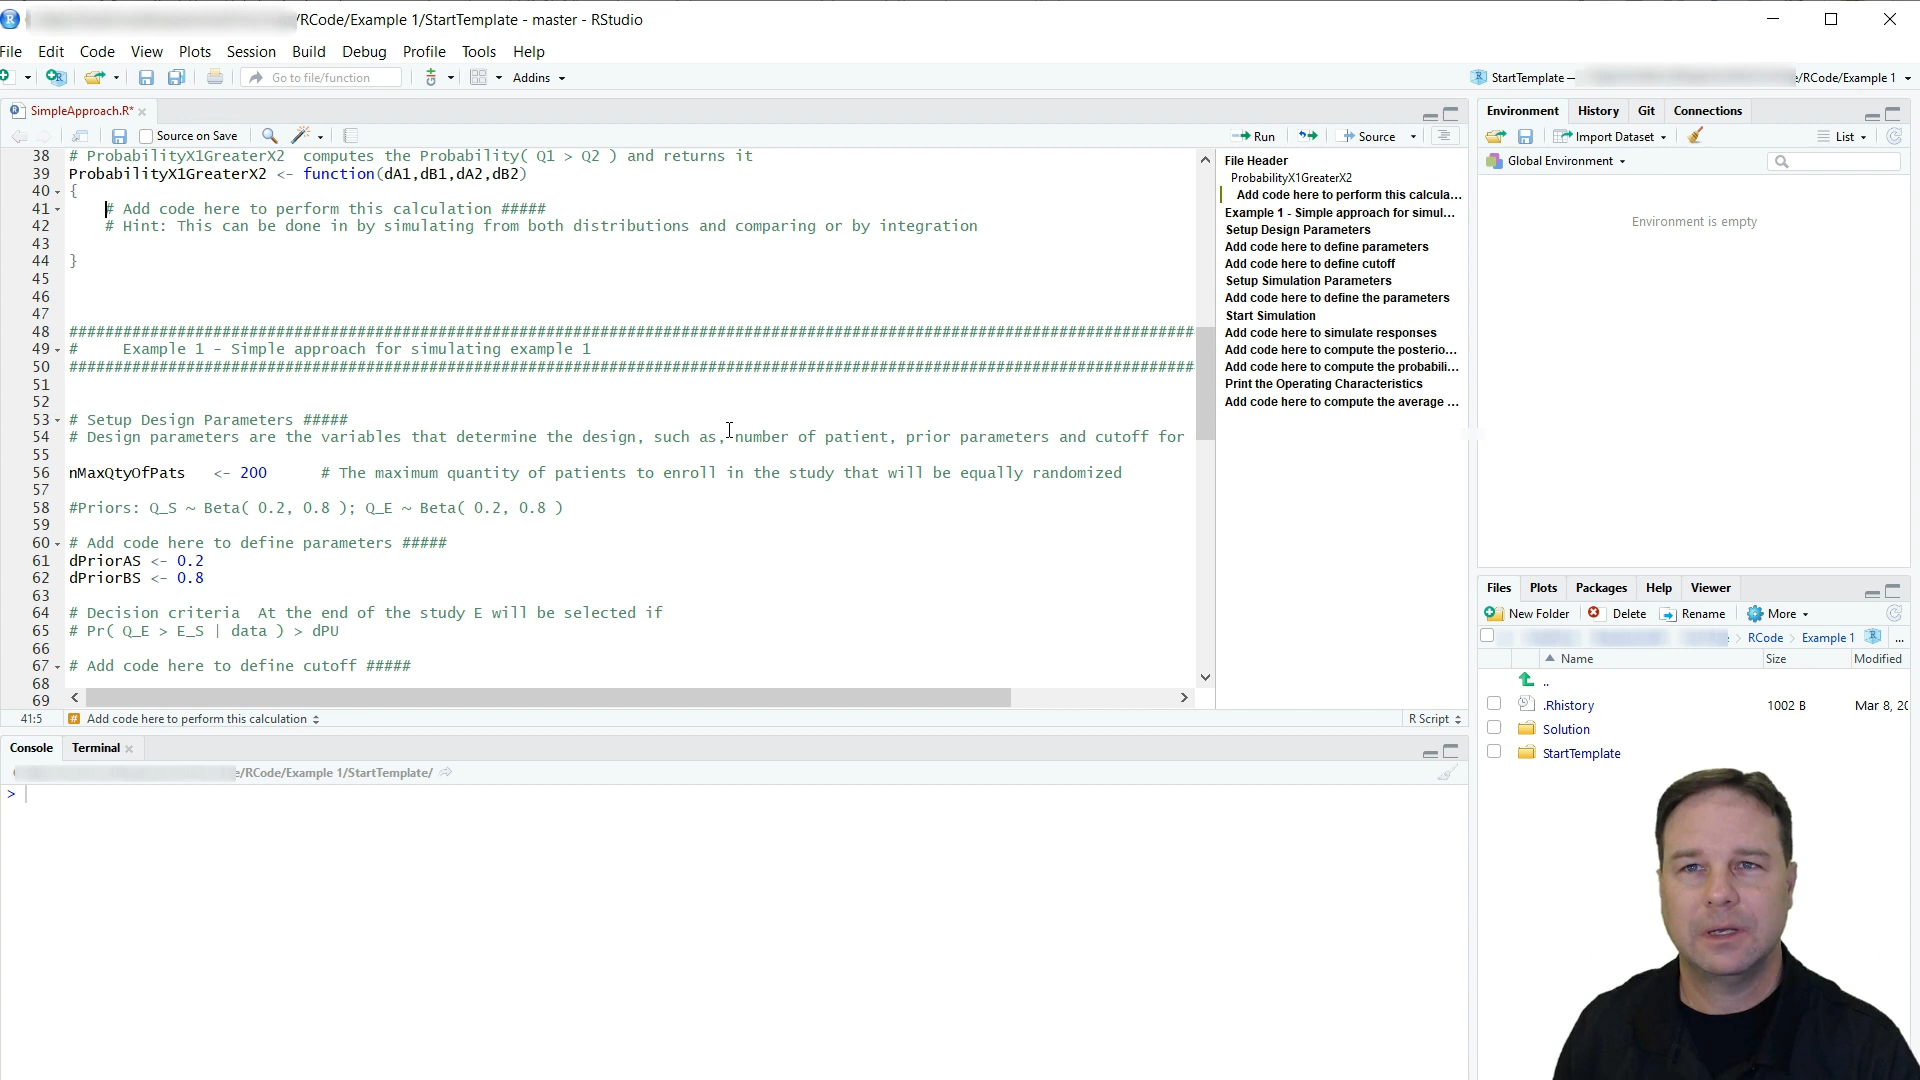 /RCode/Example 1/StartTemplate - master - RStudio
File Edit Code View Plots Session Build Debug Profile Tools Help
Go to file/function Addins
StartTemplate – /RCode/Example 1
SimpleApproach.R*
Source on Save Run Source
38 # ProbabilityX1GreaterX2  computes the Probability( Q1 > Q2 ) and returns it
39 ProbabilityX1GreaterX2 <- function(dA1,dB1,dA2,dB2)
40 {
41 # Add code here to perform this calculation #####
42 # Hint: This can be done in by simulating from both distributions and comparing or by integration
43
44 }
45
46
47
48 #############################################################################################################################
49 #     Example 1 - Simple approach for simulating example 1
50 #############################################################################################################################
51
52
53 # Setup Design Parameters #####
54 # Design parameters are the variables that determine the design, such as, number of patient, prior parameters and cutoff for
55
56 nMaxQtyOfPats   <- 200      # The maximum quantity of patients to enroll in the study that will be equally randomized
57
58 #Priors: Q_S ~ Beta( 0.2, 0.8 ); Q_E ~ Beta( 0.2, 0.8 )
59
60 # Add code here to define parameters #####
61 dPriorAS <- 0.2
62 dPriorBS <- 0.8
63
64 # Decision criteria  At the end of the study E will be selected if
65 # Pr( Q_E > E_S | data ) > dPU
66
67 # Add code here to define cutoff #####
68
69
File Header
ProbabilityX1GreaterX2
Add code here to perform this calcula...
Example 1 - Simple approach for simul...
Setup Design Parameters
Add code here to define parameters
Add code here to define cutoff
Setup Simulation Parameters
Add code here to define the parameters
Start Simulation
Add code here to simulate responses
Add code here to compute the posterio...
Add code here to compute the probabili...
Print the Operating Characteristics
Add code here to compute the average ...
41:5 # Add code here to perform this calculation R Script
Console Terminal
e/RCode/Example 1/StartTemplate/
>
Environment History Git Connections
Import Dataset List
Global Environment
Environment is empty
Files Plots Packages Help Viewer
New Folder Delete Rename More
RCode Example 1 ...
Name Size Modified
..
.Rhistory 1002 B Mar 8, 20
Solution
StartTemplate